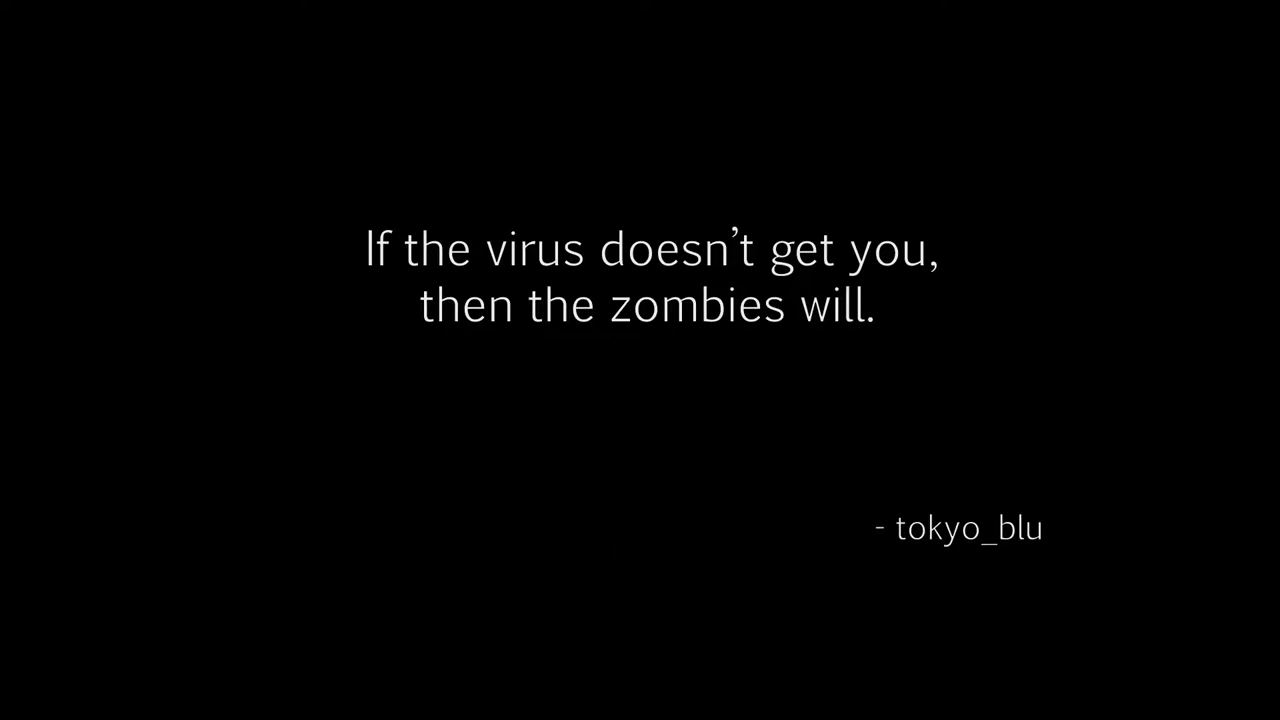 If the virus doesn’t get you,
then the zombies will.
- tokyo_blu